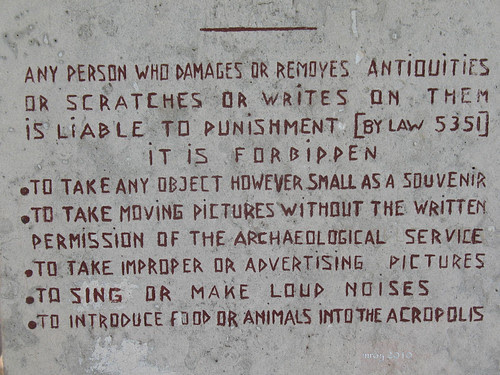 ANY PERSON WHO DAMAGES OR REMOVES ANTIQUITIES
OR SCRATCHES OR WRITES ON THEM
IS LIABLE TO PUNISHMENT [BY LAW 5351]
IT IS FORBIDDEN
•TO TAKE ANY OBJECT HOWEVER SMALL AS A SOUVENIR
•TO TAKE MOVING PICTURES WITHOUT THE WRITTEN
PERMISSION OF THE ARCHAEOLOGICAL SERVICE
•TO TAKE IMPROPER OR ADVERTISING PICTURES
•TO SING OR MAKE LOUD NOISES
•TO INTRODUCE FOOD OR ANIMALS INTO THE ACROPOLIS
may 2010